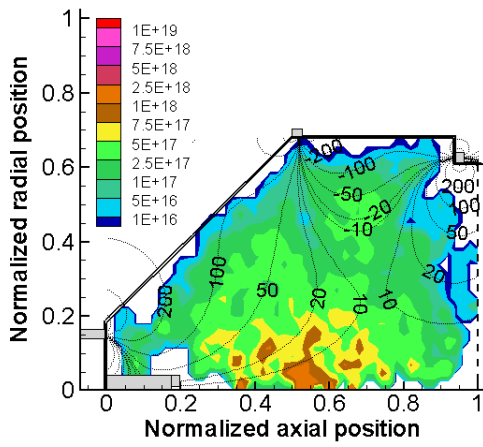 1
0.8
0.6
0.4
0.2
0
Normalized radial position
1E+19
7.5E+18
5E+18
2.5E+18
1E+18
7.5E+17
5E+17
2.5E+17
1E+17
5E+16
1E+16
-200
-100
-50
-20
-10
200
100
50
20
200
100
50
20
10
10
0
0.2
0.4
0.6
0.8
1
Normalized axial position